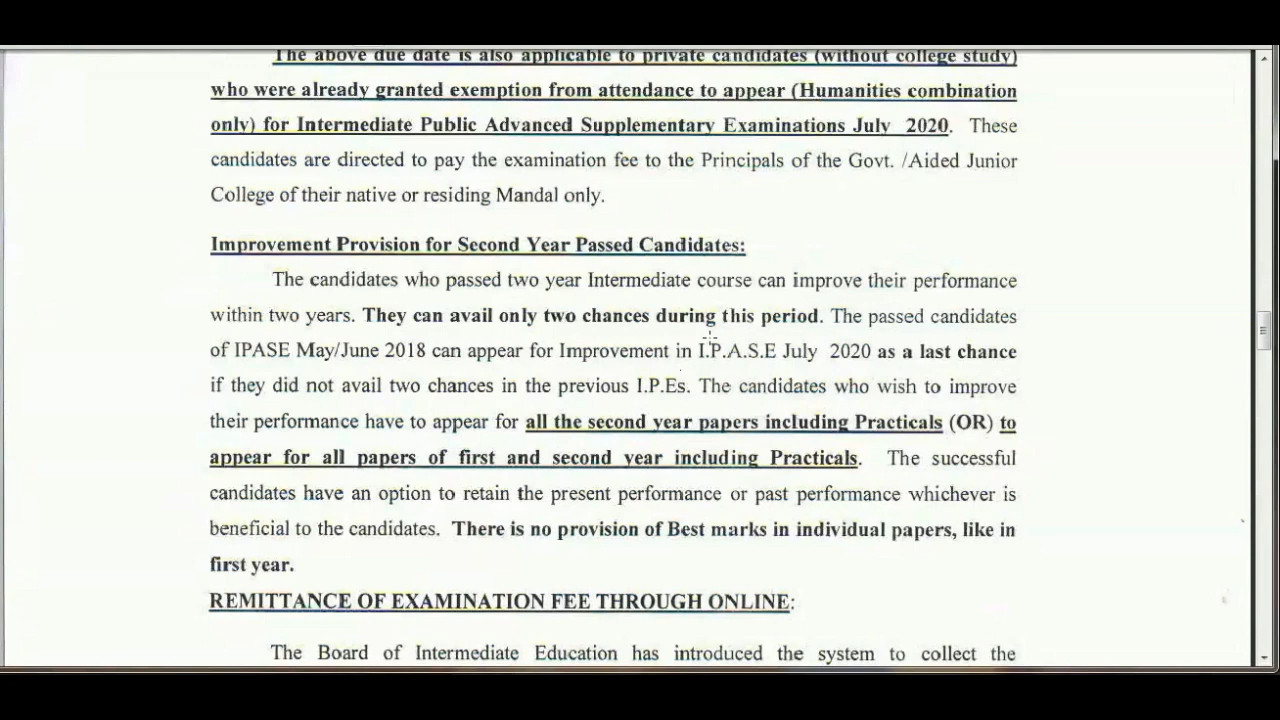 The above due date is also applicable to private candidates (without college study)
who were already granted exemption from attendance to appear (Humanities combination
only) for Intermediate Public Advanced Supplementary Examinations July 2020. These
candidates are directed to pay the examination fee to the Principals of the Govt. /Aided Junior
College of their native or residing Mandal only.
Improvement Provision for Second Year Passed Candidates:
The candidates who passed two year Intermediate course can improve their performance
within two years. They can avail only two chances during this period. The passed candidates
of IPASE May/June 2018 can appear for Improvement in I.P.A.S.E July 2020 as a last chance
if they did not avail two chances in the previous I.P.Es. The candidates who wish to improve
their performance have to appear for all the second year papers including Practicals (OR) to
appear for all papers of first and second year including Practicals. The successful
candidates have an option to retain the present performance or past performance whichever is
beneficial to the candidates. There is no provision of Best marks in individual papers, like in
first year.
REMITTANCE OF EXAMINATION FEE THROUGH ONLINE:
The Board of Intermediate Education has introduced the system to collect the